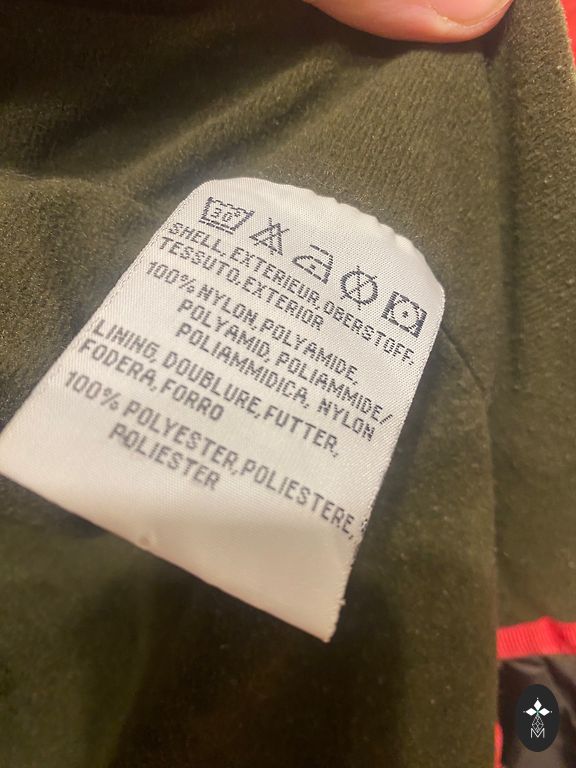 30°
SHELL, EXTERIEUR, OBERSTOFF,
TESSUTO, EXTERIOR
100% NYLON, POLYAMIDE,
POLYAMID, POLIAMMIDE/
POLIAMMIDICA, NYLON
LINING, DOUBLURE, FUTTER,
FODERA, FORRO
100% POLYESTER, POLIESTERE,
POLIESTER
M